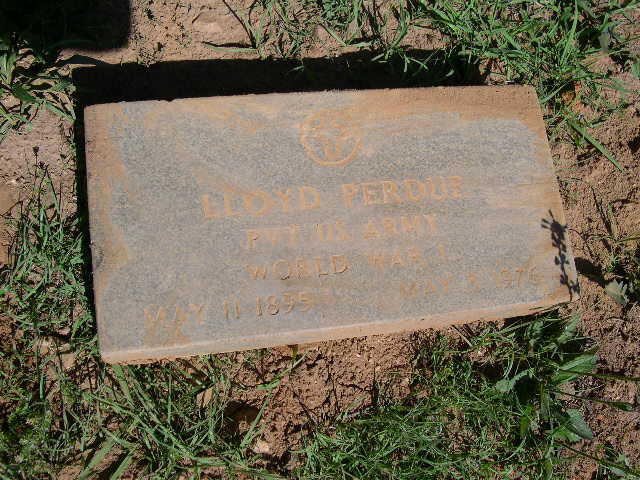 LLOYD PERDUE
PVT US ARMY
WORLD WAR I
MAY 11 1895 MAY 5 1976